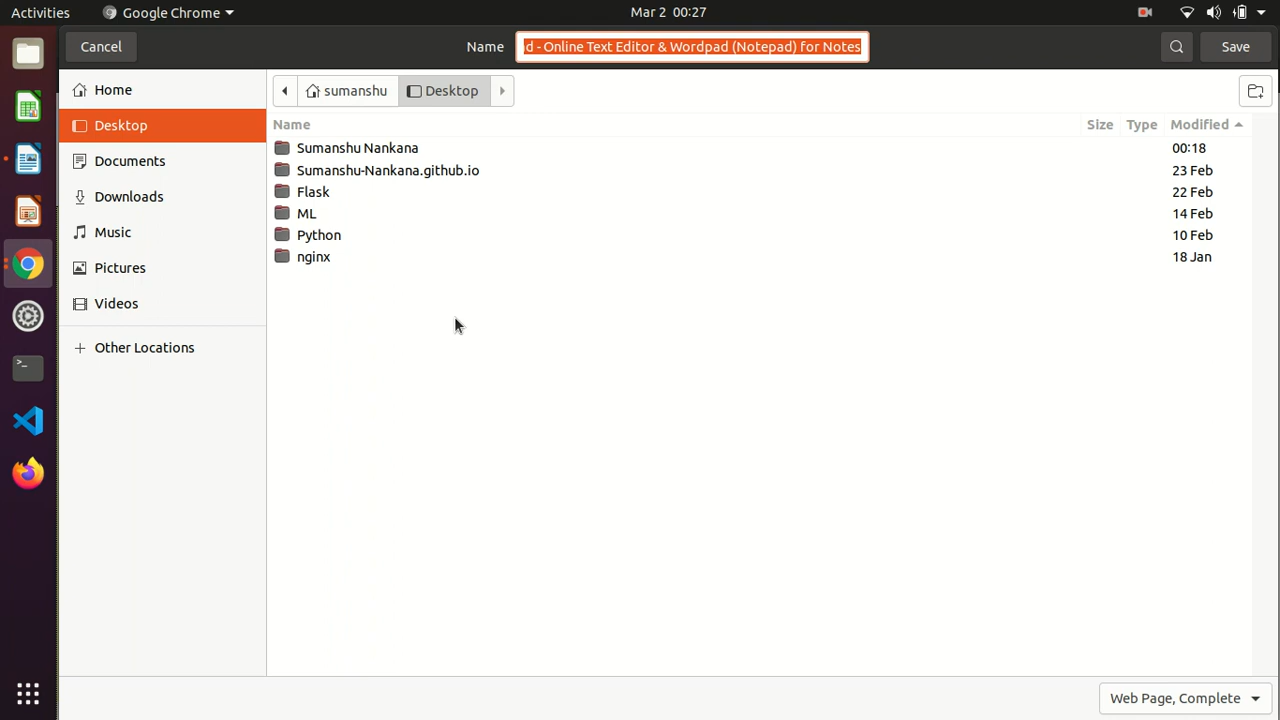 Activities Google Chrome Mar 2 00:27
Cancel Name d - Online Text Editor & Wordpad (Notepad) for Notes Save
sumanshu Desktop
Home
Desktop
Documents
Downloads
Music
Pictures
Videos
Other Locations
Name Size Type Modified
Sumanshu Nankana 00:18
Sumanshu-Nankana.github.io 23 Feb
Flask 22 Feb
ML 14 Feb
Python 10 Feb
nginx 18 Jan
Web Page, Complete